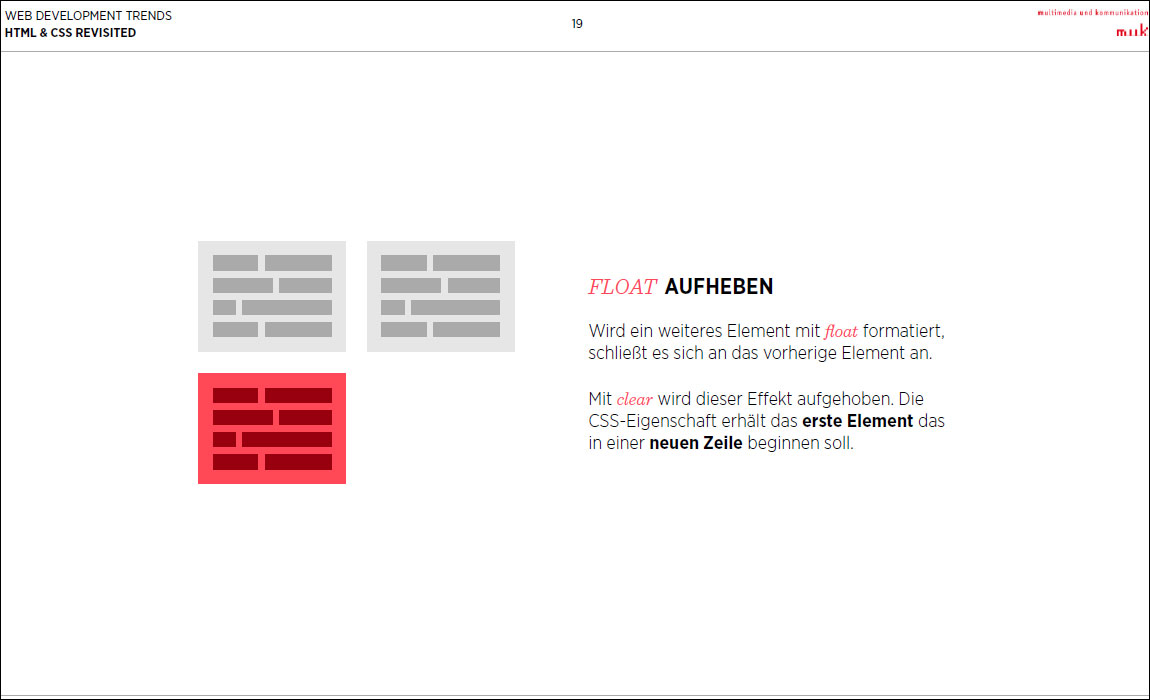 WEB DEVELOPMENT TRENDS
HTML & CSS REVISITED
19
multimedia und kommunikation
muk
FLOAT AUFHEBEN
Wird ein weiteres Element mit float formatiert,
schließt es sich an das vorherige Element an.
Mit clear wird dieser Effekt aufgehoben. Die
CSS-Eigenschaft erhält das erste Element das
in einer neuen Zeile beginnen soll.